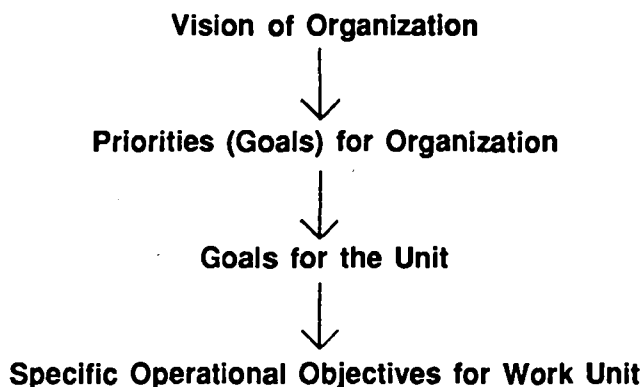 Vision of Organization
Priorities (Goals) for Organization
Goals for the Unit
Specific Operational Objectives for Work Unit